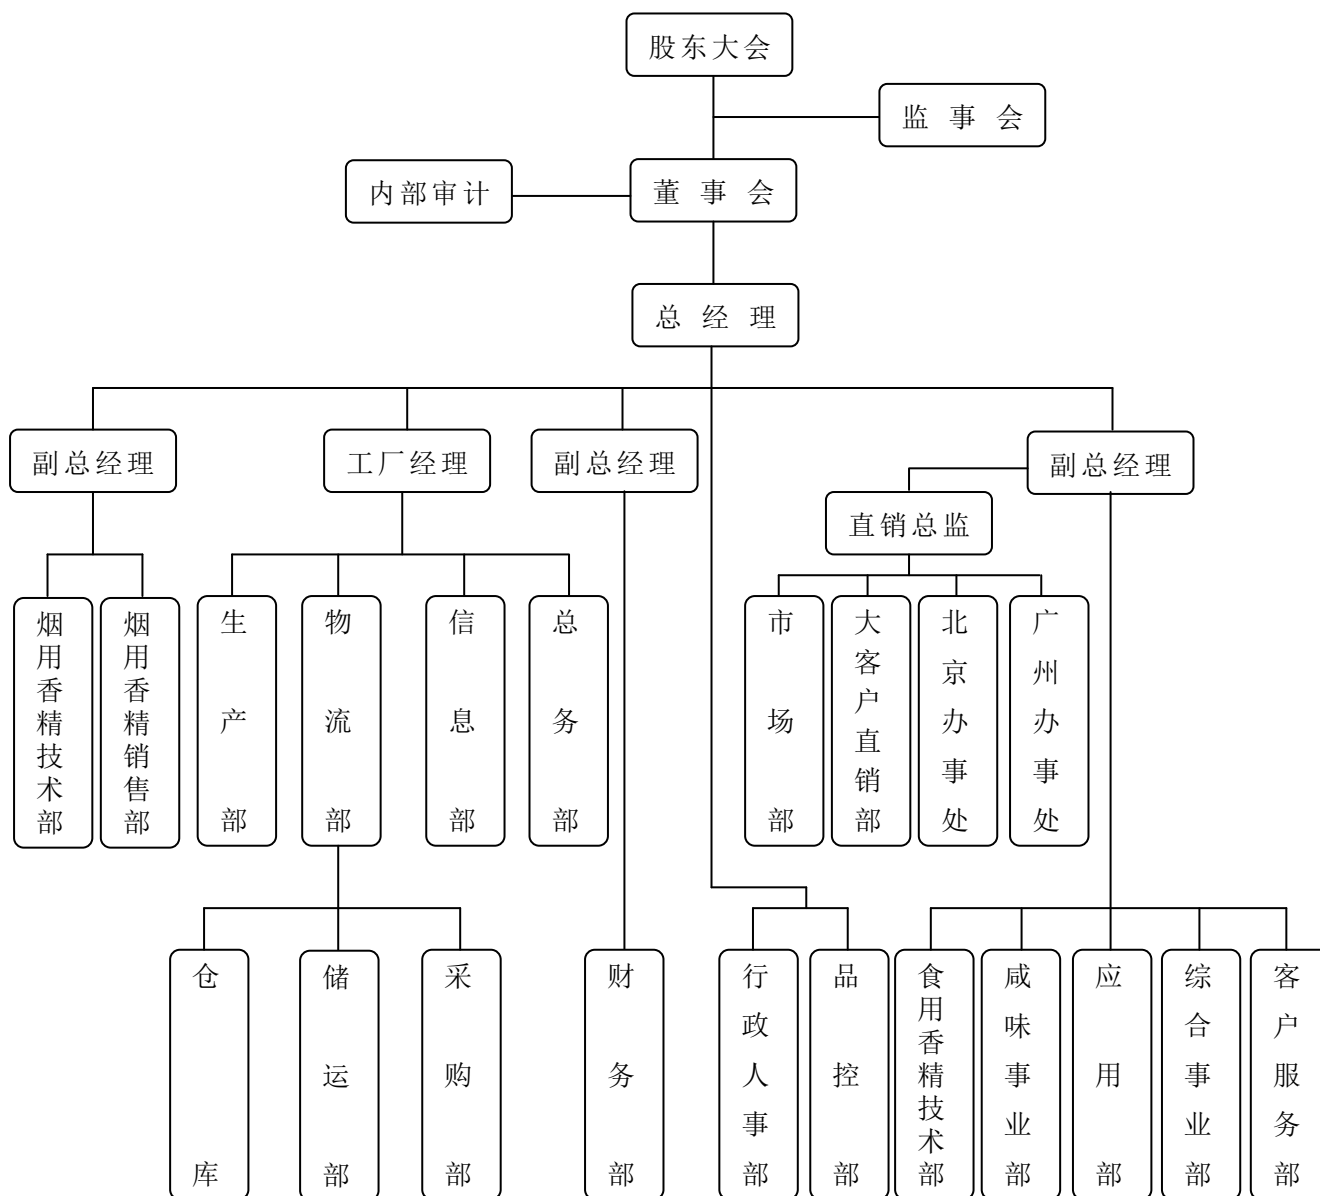 股东大会
监事会
内部审计
董事会
总经理
副总经理
工厂经理
副总经理
副总经理
直销总监
烟用香精技术部
烟用香精销售部
生产部
物流部
信息部
总务部
市场部
大客户直销部
北京办事处
广州办事处
仓库
储运部
采购部
财务部
行政人事部
品控部
食用香精技术部
咸味事业部
应用部
综合事业部
客户服务部